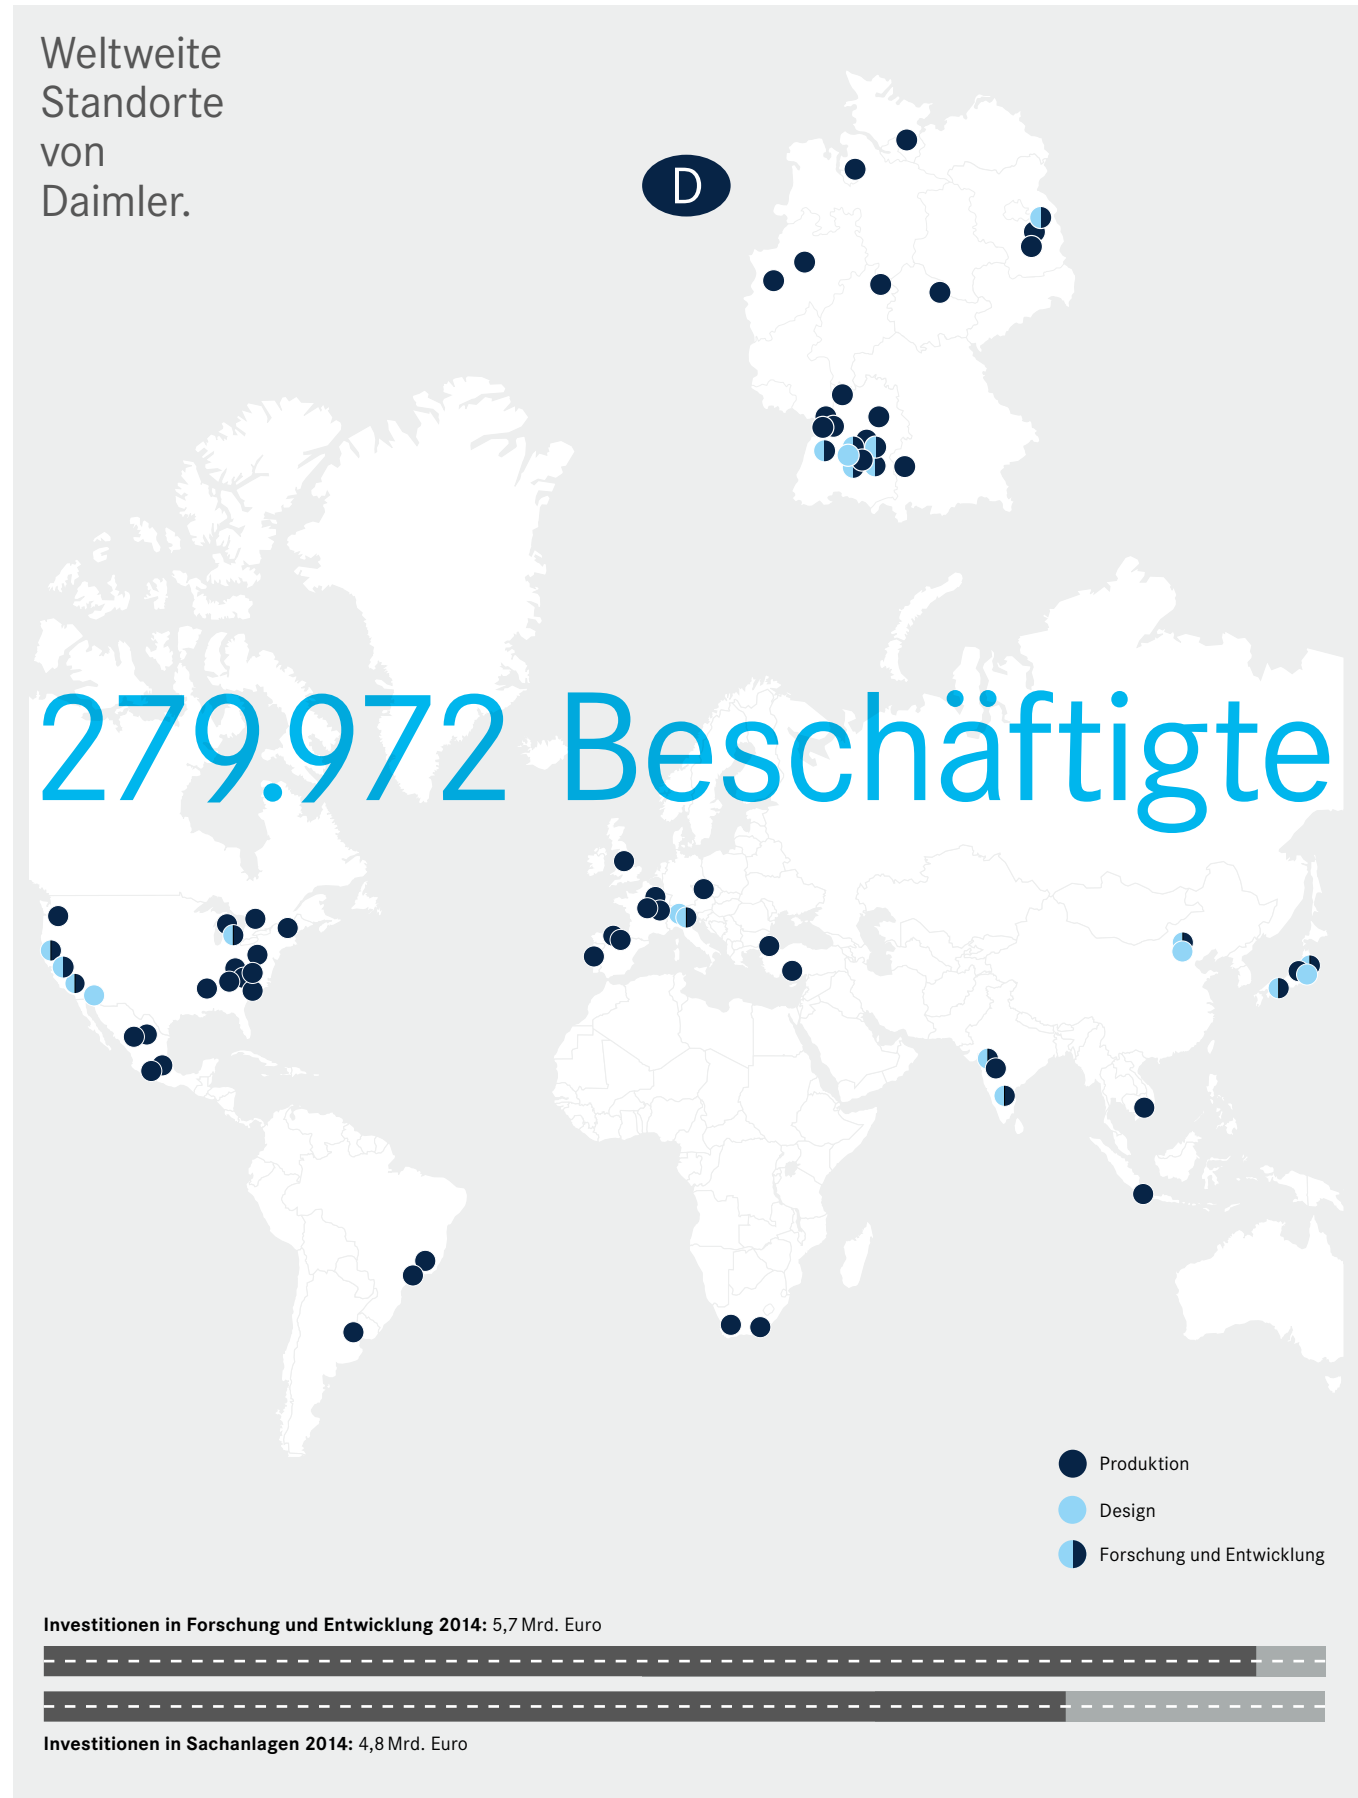 Weltweite
Standorte
von
Daimler.
D
279.972 Beschäftigte
Produktion
Design
Forschung und Entwicklung
Investitionen in Forschung und Entwicklung 2014: 5,7 Mrd. Euro
Investitionen in Sachanlagen 2014: 4,8 Mrd. Euro